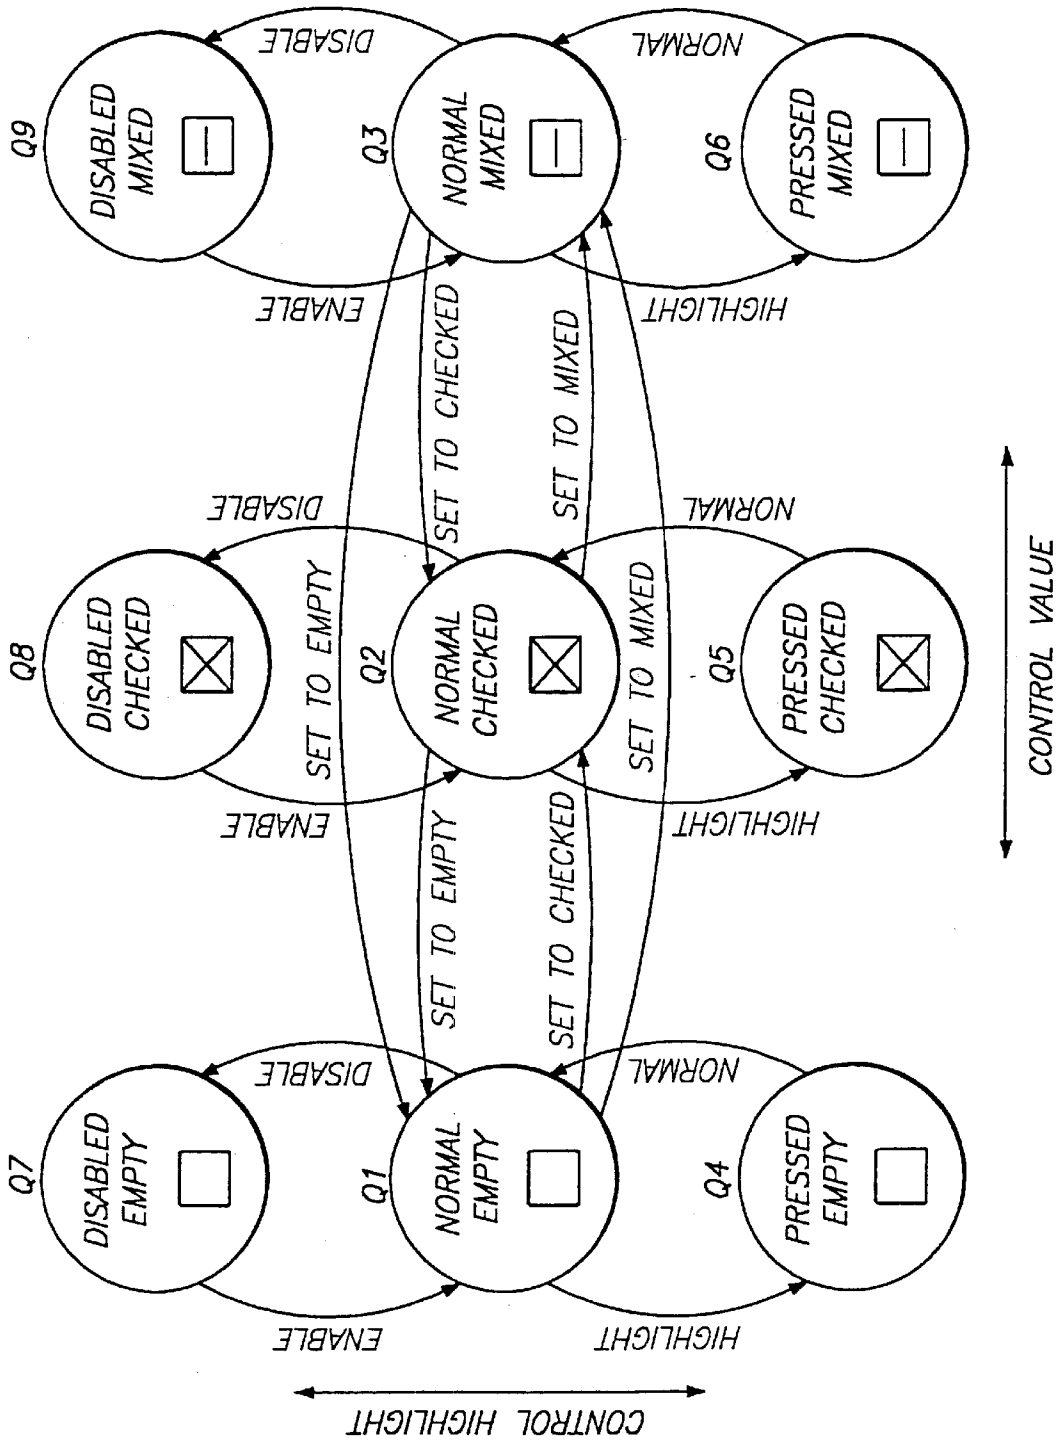 Q7
DISABLED
EMPTY
Q8
DISABLED
CHECKED
Q9
DISABLED
MIXED
ENABLE
DISABLE
ENABLE
DISABLE
ENABLE
DISABLE
SET TO EMPTY
Q1
NORMAL
EMPTY
SET TO EMPTY
Q2
NORMAL
CHECKED
SET TO CHECKED
Q3
NORMAL
MIXED
SET TO CHECKED
SET TO MIXED
SET TO MIXED
HIGHLIGHT
NORMAL
HIGHLIGHT
NORMAL
HIGHLIGHT
NORMAL
Q4
PRESSED
EMPTY
Q5
PRESSED
CHECKED
Q6
PRESSED
MIXED
CONTROL HIGHLIGHT
CONTROL VALUE